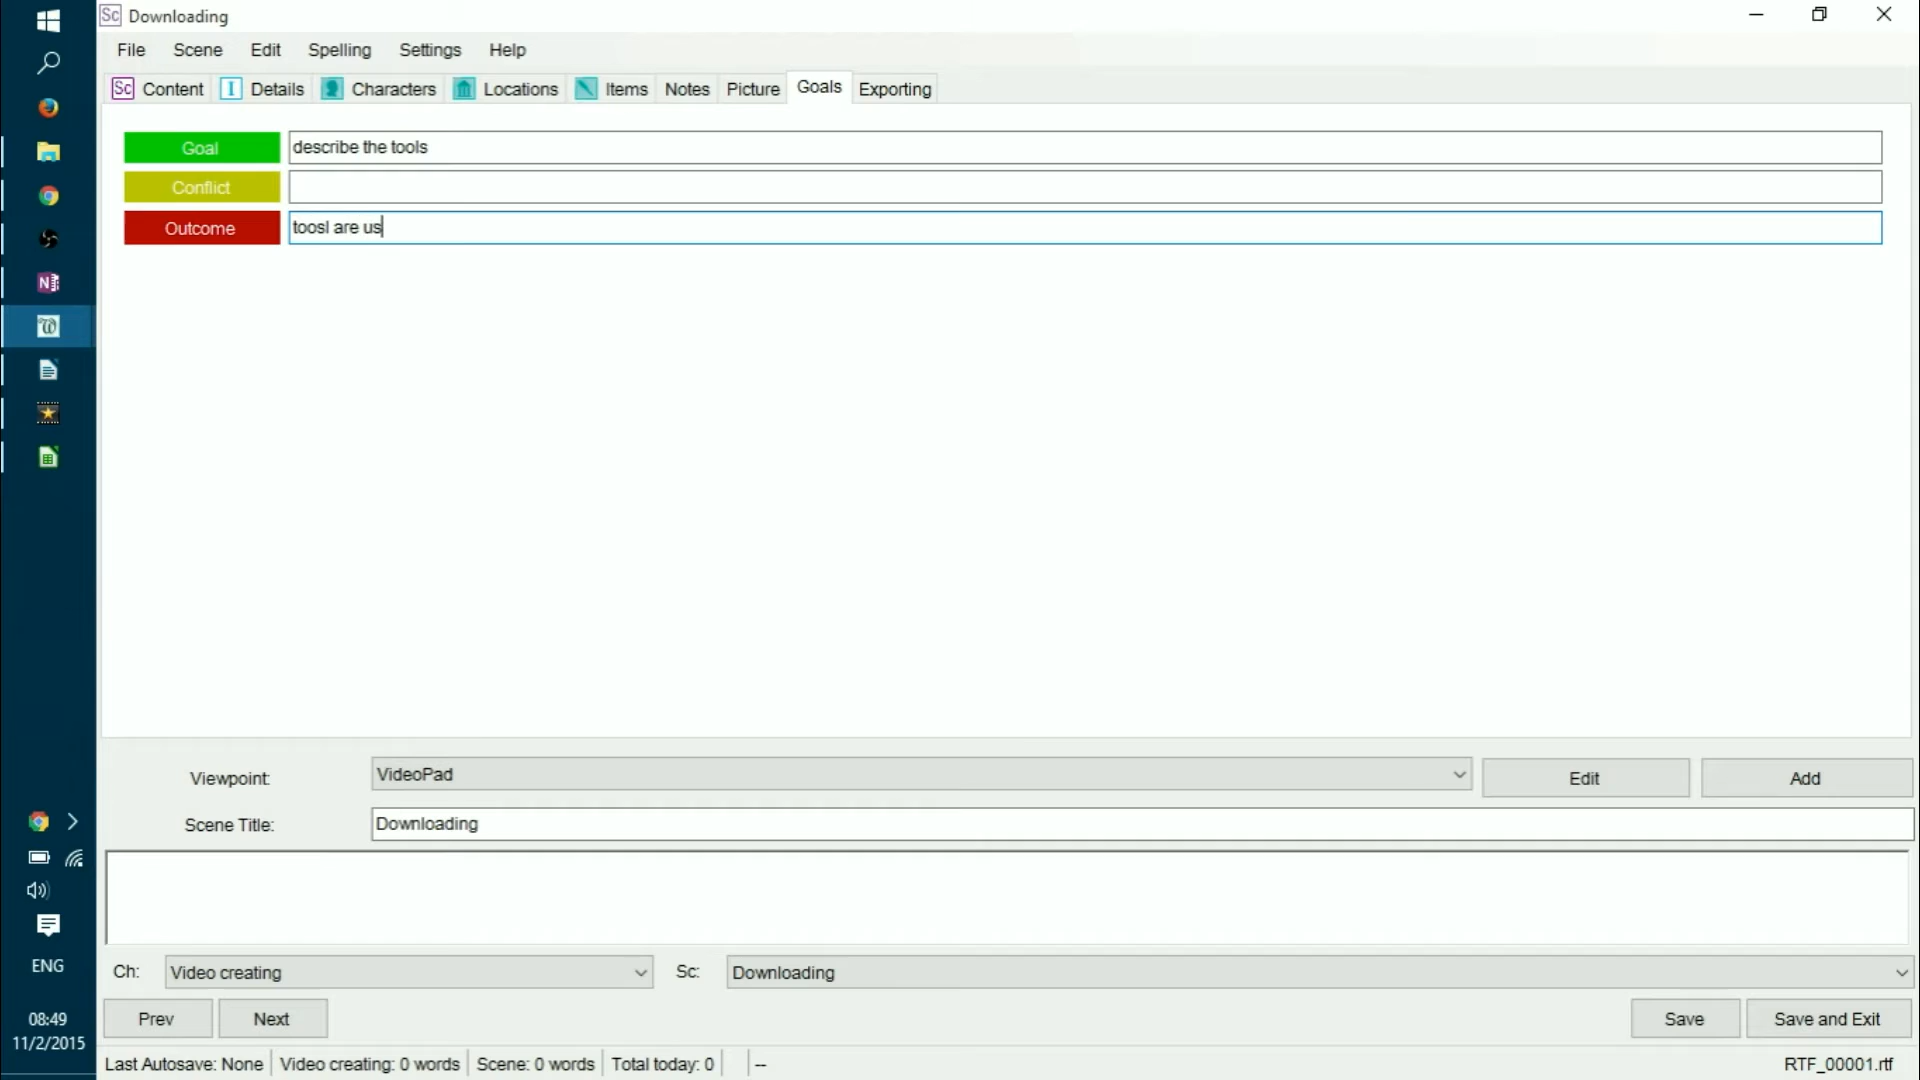 Sc Downloading
File Scene Edit Spelling Settings Help
Sc Content I Details Characters Locations Items Notes Picture Goals Exporting
Goal describe the tools
Conflict
Outcome toosl are us
Viewpoint: VideoPad Edit Add
Scene Title: Downloading
Ch: Video creating Sc: Downloading
Prev Next Save Save and Exit
Last Autosave: None Video creating: 0 words Scene: 0 words Total today: 0 -- RTF_00001.rtf
N
W
ENG
08:49
11/2/2015